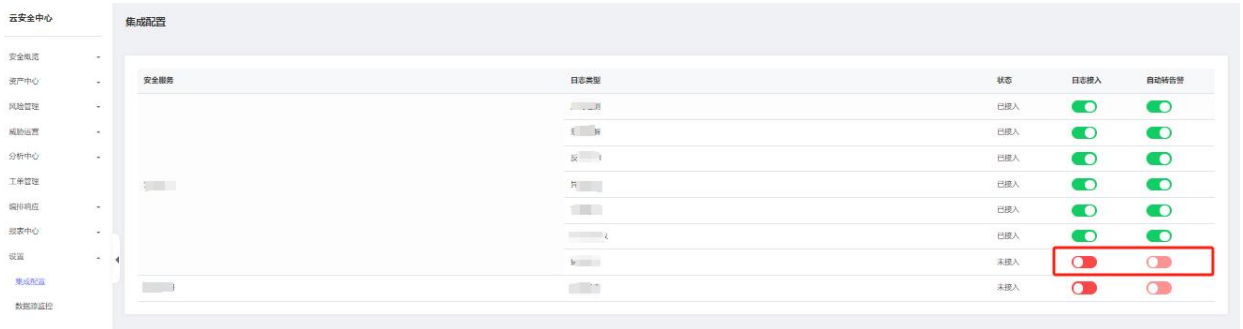 云安全中心
集成配置
安全概览
资产中心
风险管理
威胁运营
分析中心
工单管理
编排响应
报表中心
设置
集成配置
数据源监控
安全服务 日志类型 状态 日志接入 自动转告警
已接入
已接入
反 已接入
已接入
已接入
已接入
未接入
未接入